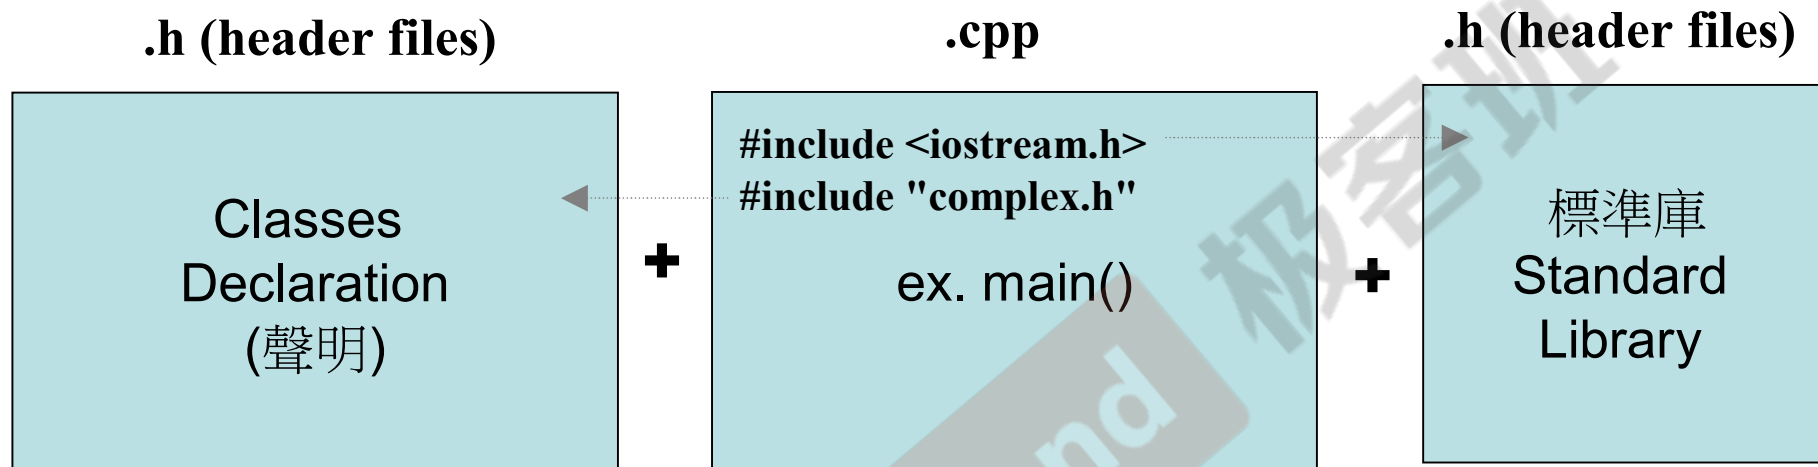 .h (header files)
.cpp
.h (header files)
Classes
Declaration
(聲明)
#include <iostream.h>
#include "complex.h"
ex. main()
標準庫
Standard
Library
+
+
极客班
nd